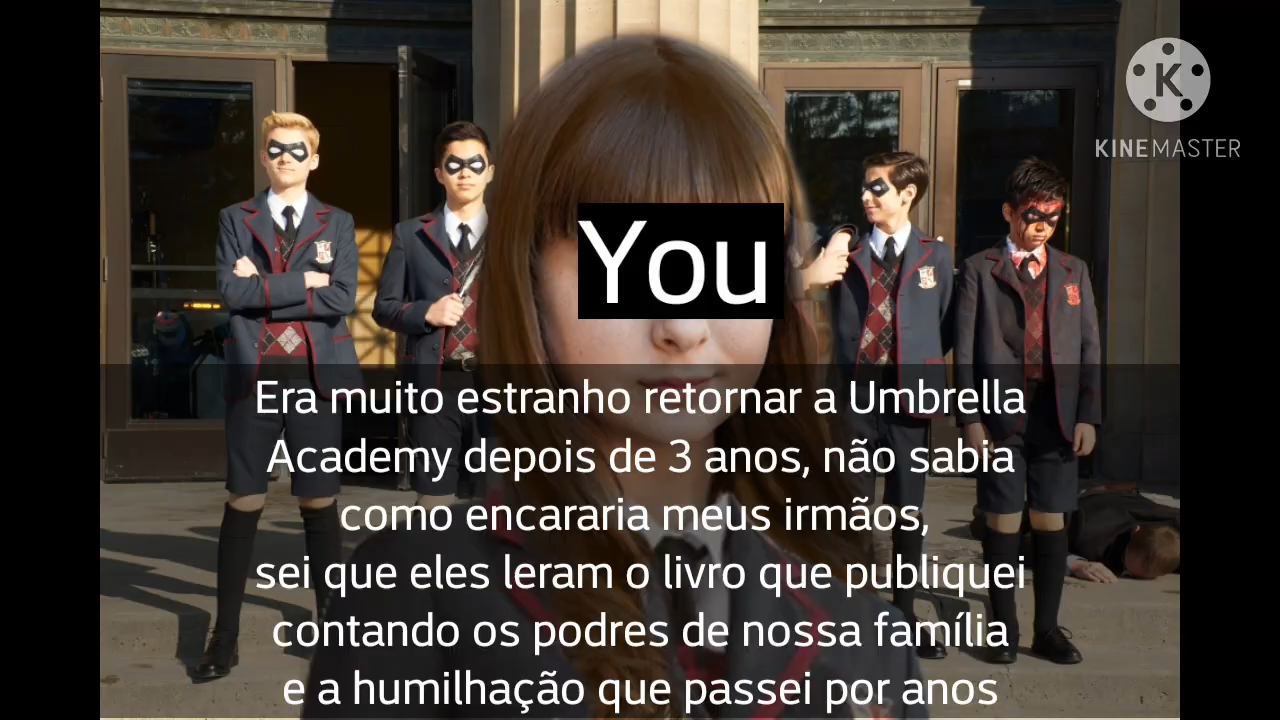 KINEMASTER
You
Era muito estranho retornar a Umbrella
Academy depois de 3 anos, não sabia
como encararia meus irmãos,
sei que eles leram o livro que publiquei
contando os podres de nossa família
e a humilhação que passei por anos